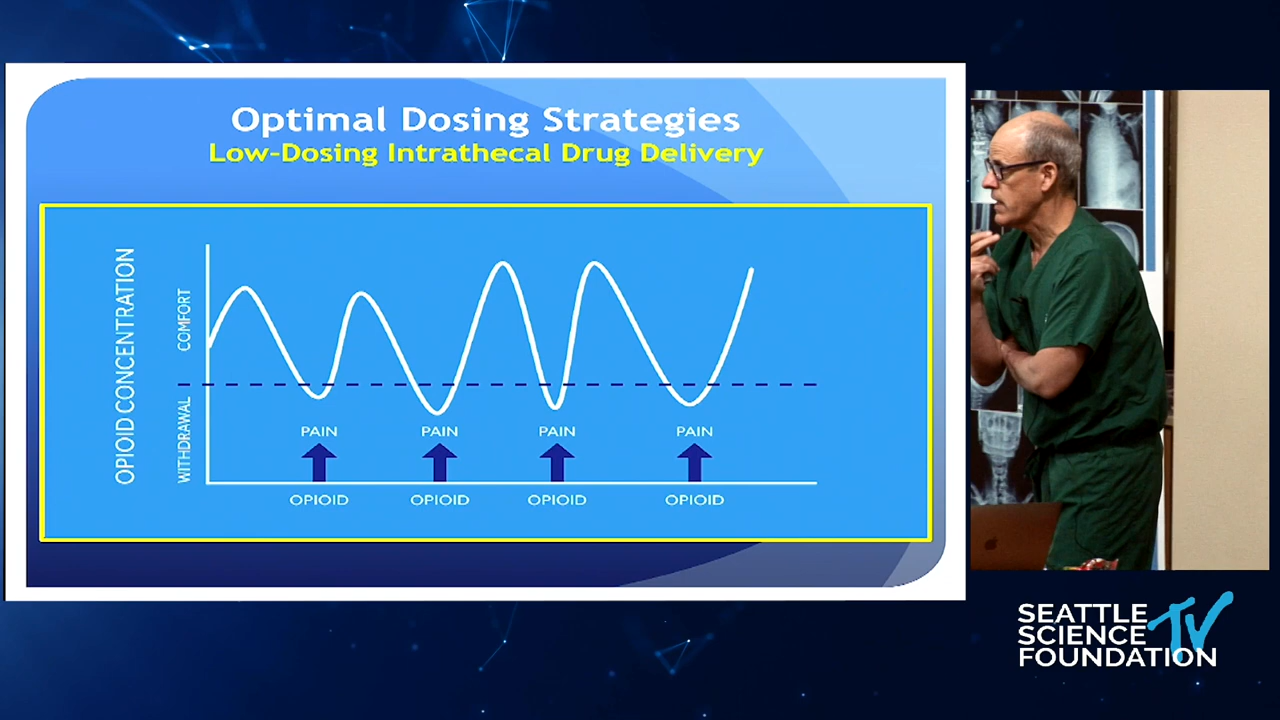 Optimal Dosing Strategies
Low-Dosing Intrathecal Drug Delivery
OPIOID CONCENTRATION
COMFORT
WITHDRAWAL
PAIN PAIN PAIN PAIN
OPIOID OPIOID OPIOID OPIOID
SEATTLE
SCIENCE TV
FOUNDATION